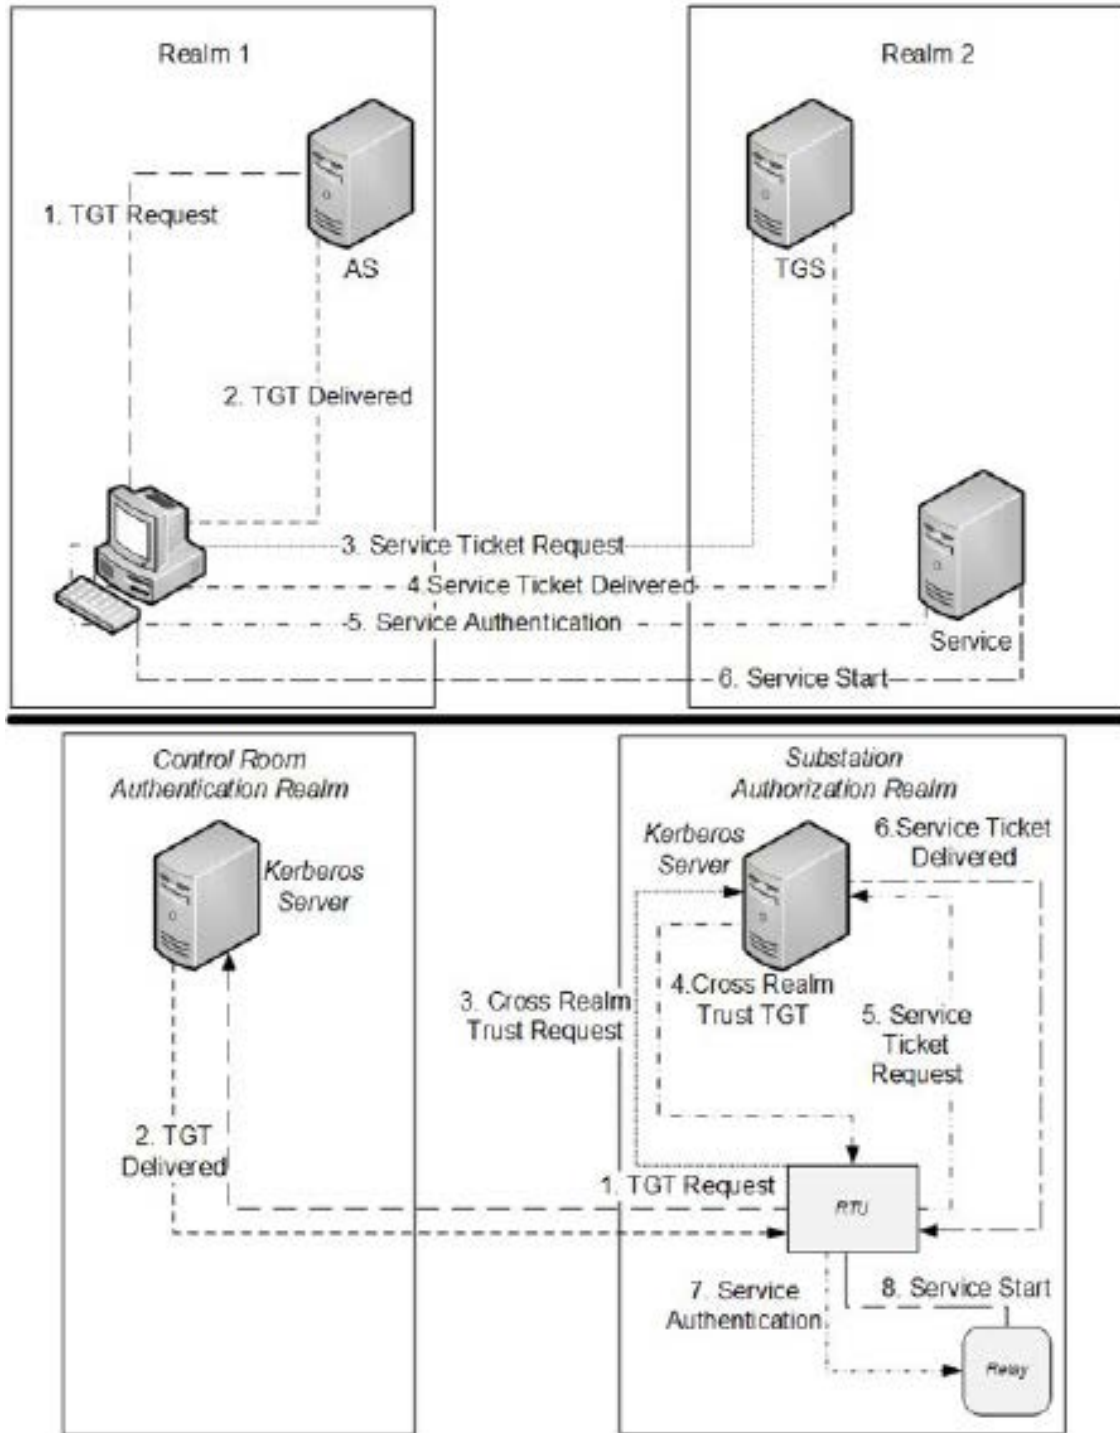 Realm 1
Realm 2
1. TGT Request
AS
TGS
2. TGT Delivered
3. Service Ticket Request
4.Service Ticket Delivered
5. Service Authentication
Service
6. Service Start
Control Room
Authentication Realm
Substation
Authorization Realm
Kerberos
Server
Kerberos
Server
6.Service Ticket
Delivered
3. Cross Realm
Trust Request
4.Cross Realm
Trust TGT
5. Service
Ticket
Request
2. TGT
Delivered
1. TGT Request
RTU
7. Service
Authentication
8. Service Start
Relay